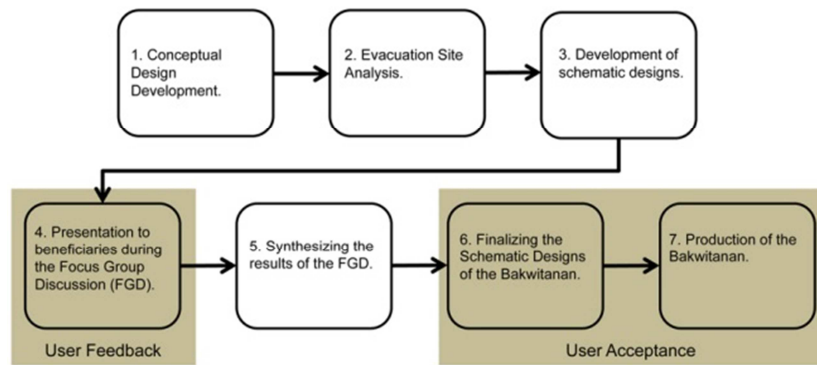 1. Conceptual
Design
Development.
2. Evacuation Site
Analysis.
3. Development of
schematic designs.
4. Presentation to
beneficiaries during
the Focus Group
Discussion (FGD).
5. Synthesizing the
results of the FGD.
6. Finalizing the
Schematic Designs
of the Bakwitanan.
7. Production of the
Bakwitanan.
User Feedback
User Acceptance